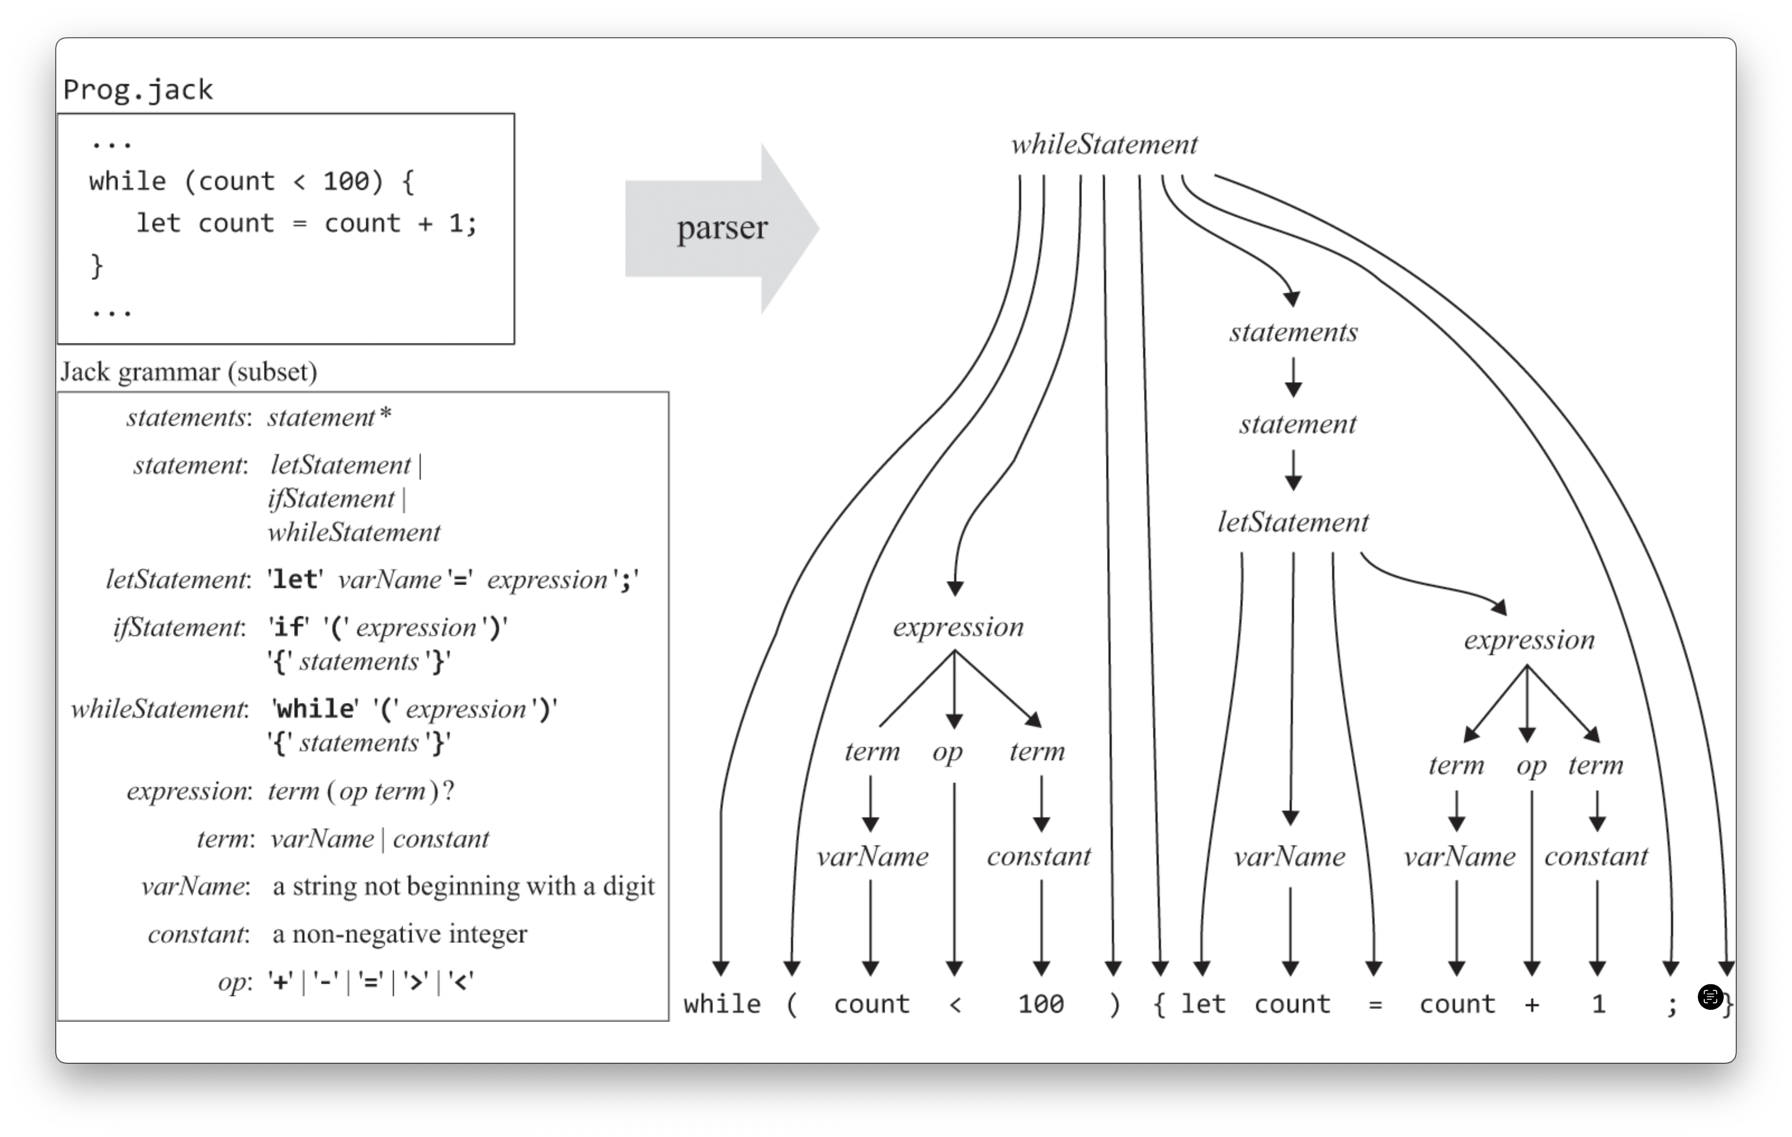 Prog.jack
...
while (count < 100) {
let count = count + 1;
}
...
parser
Jack grammar (subset)
statements: statement*
statement: letStatement |
ifStatement |
whileStatement
letStatement: 'let' varName '=' expression ';'
ifStatement: 'if' '(' expression ')'
'{' statements '}'
whileStatement: 'while' '(' expression ')'
'{' statements '}'
expression: term (op term)?
term: varName | constant
varName: a string not beginning with a digit
constant: a non-negative integer
op: '+' | '-' | '=' | '>' | '<'
whileStatement
statements
statement
letStatement
expression
expression
term op term
term op term
varName constant varName varName constant
while ( count < 100 ) { let count = count + 1 ; }